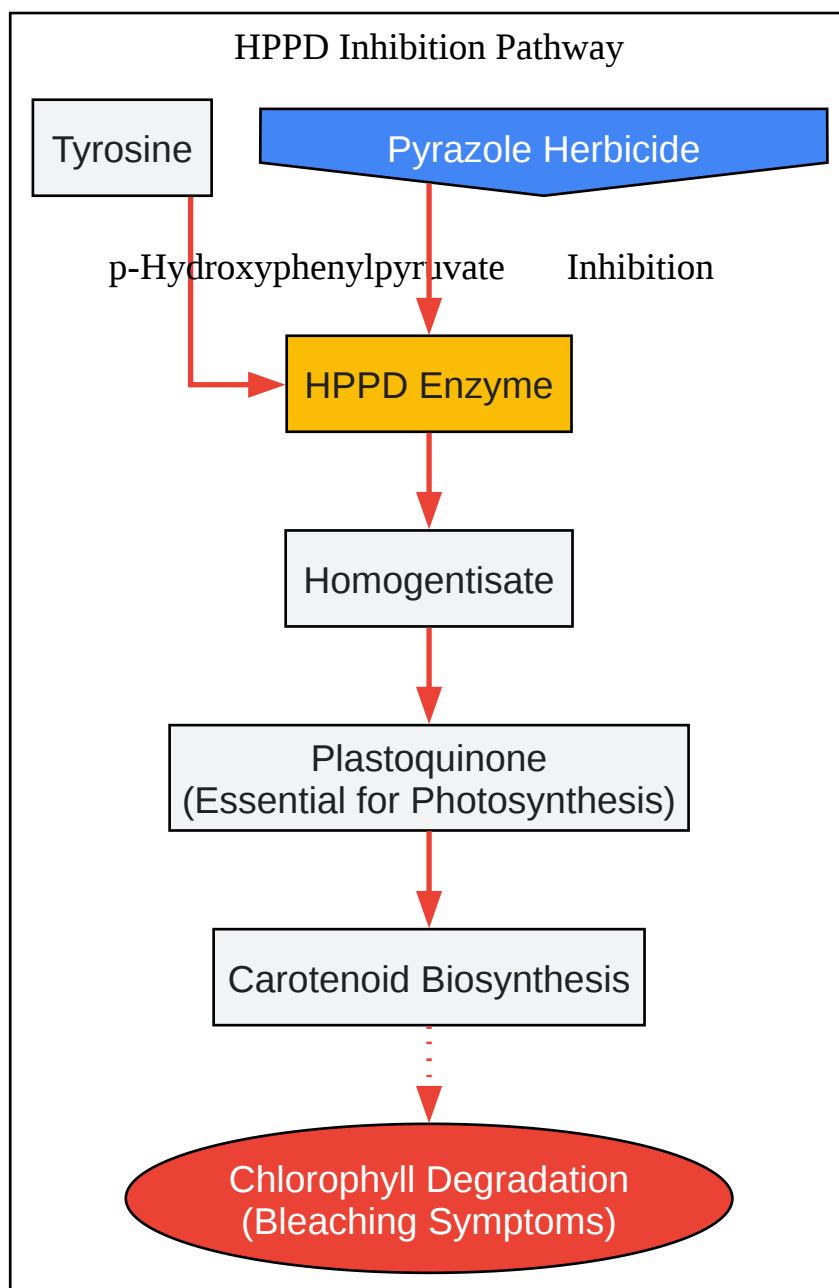 HPPD Inhibition Pathway
Tyrosine
Pyrazole Herbicide
p-Hydroxyphenylpyruvate
Inhibition
HPPD Enzyme
Homogentisate
Plastoquinone
(Essential for Photosynthesis)
Carotenoid Biosynthesis
Chlorophyll Degradation
(Bleaching Symptoms)